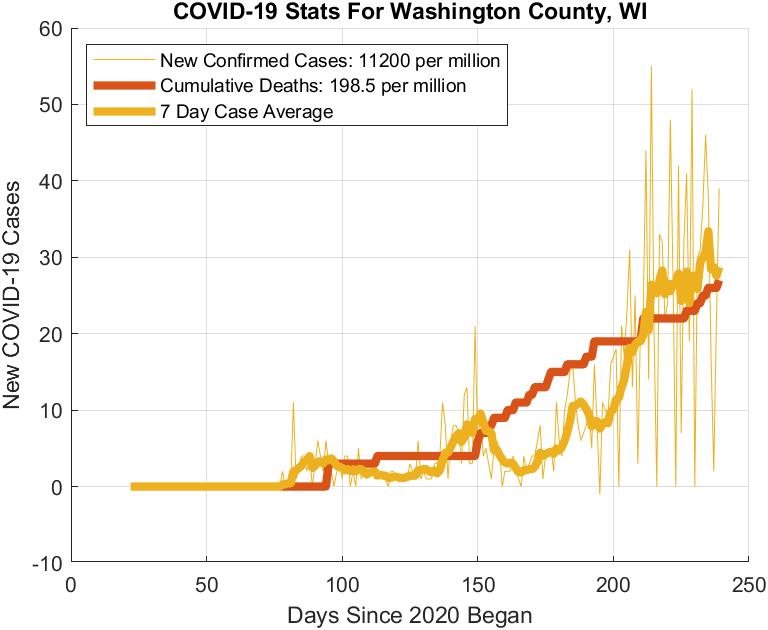 COVID-19 Stats For Washington County, WI
New Confirmed Cases: 11200 per million
Cumulative Deaths: 198.5 per million
7 Day Case Average
60
50
40
30
20
10
0
-10
New COVID-19 Cases
0 50 100 150 200 250
Days Since 2020 Began